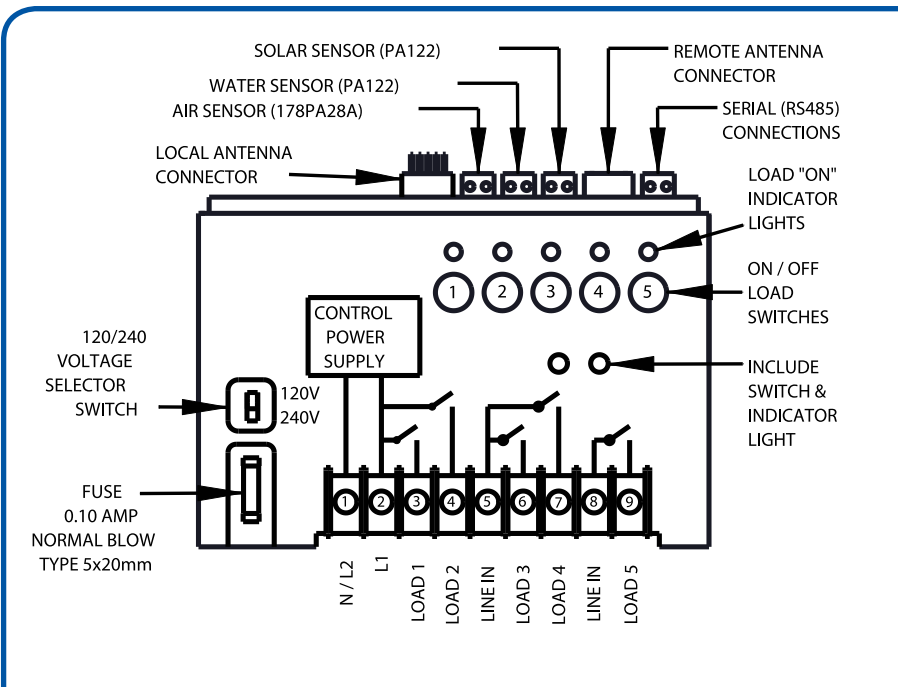 SOLAR SENSOR (PA122)
REMOTE ANTENNA
CONNECTOR
WATER SENSOR (PA122)
AIR SENSOR (178PA28A)
SERIAL (RS485)
CONNECTIONS
LOCAL ANTENNA
CONNECTOR
LOAD "ON"
INDICATOR
LIGHTS
1 2 3 4 5
ON / OFF
LOAD
SWITCHES
CONTROL
POWER
SUPPLY
120/240
VOLTAGE
SELECTOR
SWITCH
120V
240V
INCLUDE
SWITCH &
INDICATOR
LIGHT
FUSE
0.10 AMP
NORMAL BLOW
TYPE 5x20mm
1 2 3 4 5 6 7 8 9
N / L2
L1
LOAD 1
LOAD 2
LINE IN
LOAD 3
LOAD 4
LINE IN
LOAD 5